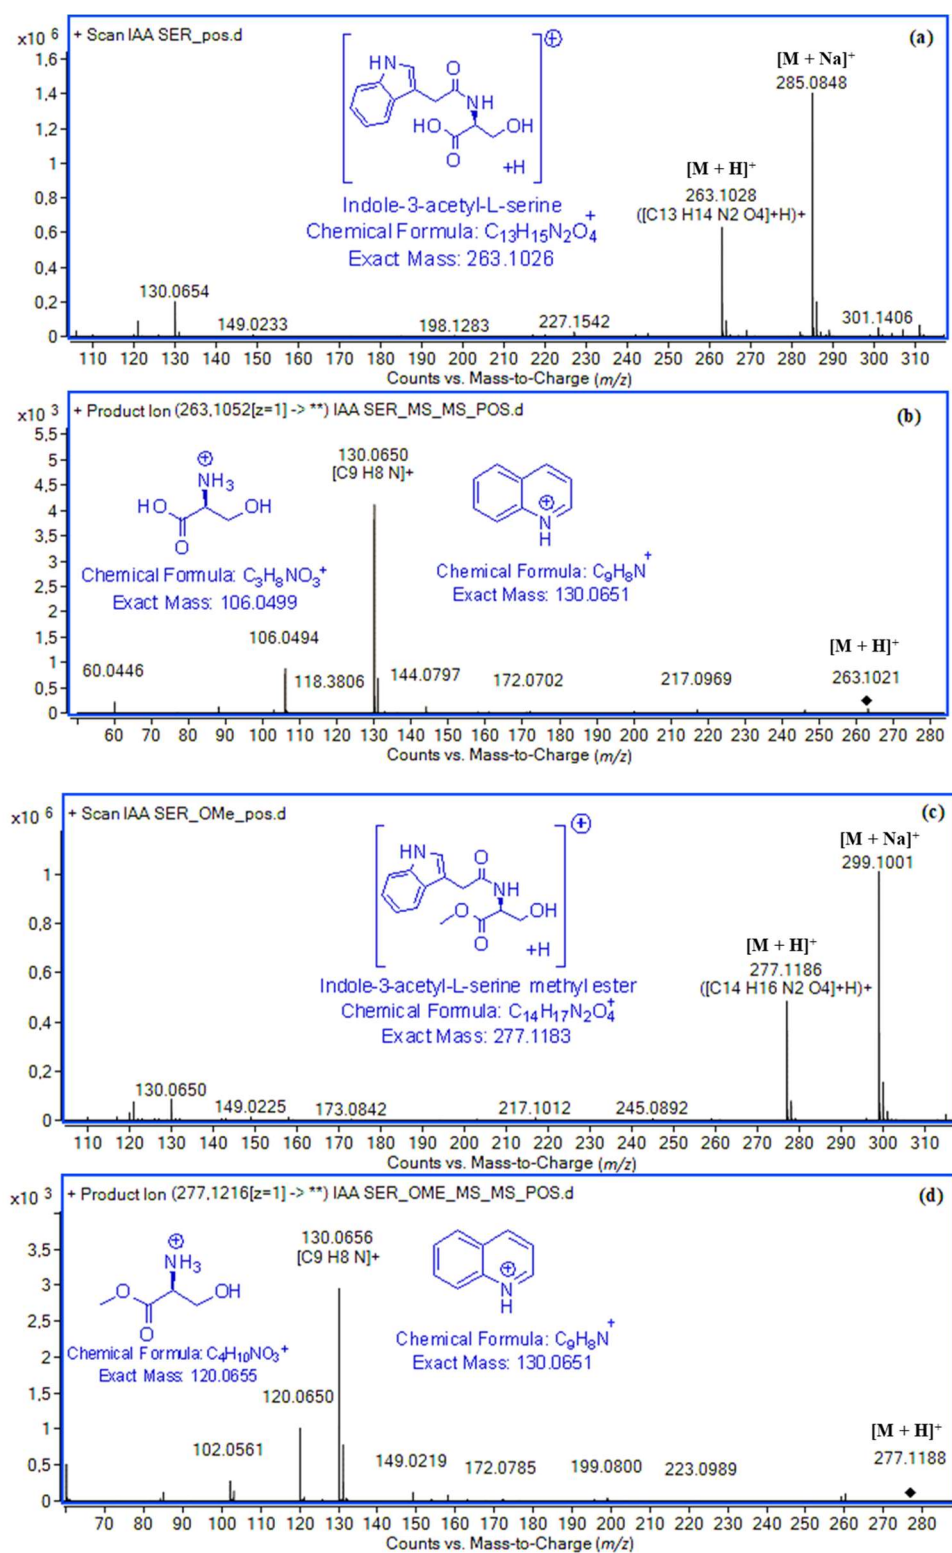 x10 6
+ Scan IAA SER_pos.d
(a)
[M + Na]+
285.0848
[M + H]+
263.1028
([C13 H14 N2 O4]+H)+
HN
O
NH
HO
OH
O
+H
Indole-3-acetyl-L-serine
Chemical Formula: C13H15N2O4+
Exact Mass: 263.1026
1,6
1,4
1,2
1
0,8
0,6
0,4
0,2
0
130.0654
149.0233
198.1283
227.1542
301.1406
110 120 130 140 150 160 170 180 190 200 210 220 230 240 250 260 270 280 290 300 310
Counts vs. Mass-to-Charge (m/z)
x10 3
+ Product Ion (263,1052[z=1] -> **) IAA SER_MS_MS_POS.d
(b)
130.0650
[C9 H8 N]+
NH3
HO
OH
O
Chemical Formula: C3H8NO3+
Exact Mass: 106.0499
N
H
Chemical Formula: C9H8N+
Exact Mass: 130.0651
5,5
5
4,5
4
3,5
3
2,5
2
1,5
1
0,5
0
60.0446
106.0494
118.3806
144.0797
172.0702
217.0969
[M + H]+
263.1021
60 70 80 90 100 110 120 130 140 150 160 170 180 190 200 210 220 230 240 250 260 270 280
Counts vs. Mass-to-Charge (m/z)
x10 6
+ Scan IAA SER_OMe_pos.d
(c)
[M + Na]+
299.1001
[M + H]+
277.1186
([C14 H16 N2 O4]+H)+
HN
O
NH
O
OH
O
+H
Indole-3-acetyl-L-serine methyl ester
Chemical Formula: C14H17N2O4+
Exact Mass: 277.1183
1
0,8
0,6
0,4
0,2
0
130.0650
149.0225
173.0842
217.1012
245.0892
110 120 130 140 150 160 170 180 190 200 210 220 230 240 250 260 270 280 290 300 310
Counts vs. Mass-to-Charge (m/z)
x10 3
+ Product Ion (277,1216[z=1] -> **) IAA SER_OME_MS_MS_POS.d
(d)
130.0656
[C9 H8 N]+
NH3
O
OH
O
Chemical Formula: C4H10NO3+
Exact Mass: 120.0655
N
H
Chemical Formula: C9H8N+
Exact Mass: 130.0651
3,5
3
2,5
2
1,5
1
0,5
0
102.0561
120.0650
149.0219
172.0785
199.0800
223.0989
[M + H]+
277.1188
70 80 90 100 110 120 130 140 150 160 170 180 190 200 210 220 230 240 250 260 270 280
Counts vs. Mass-to-Charge (m/z)